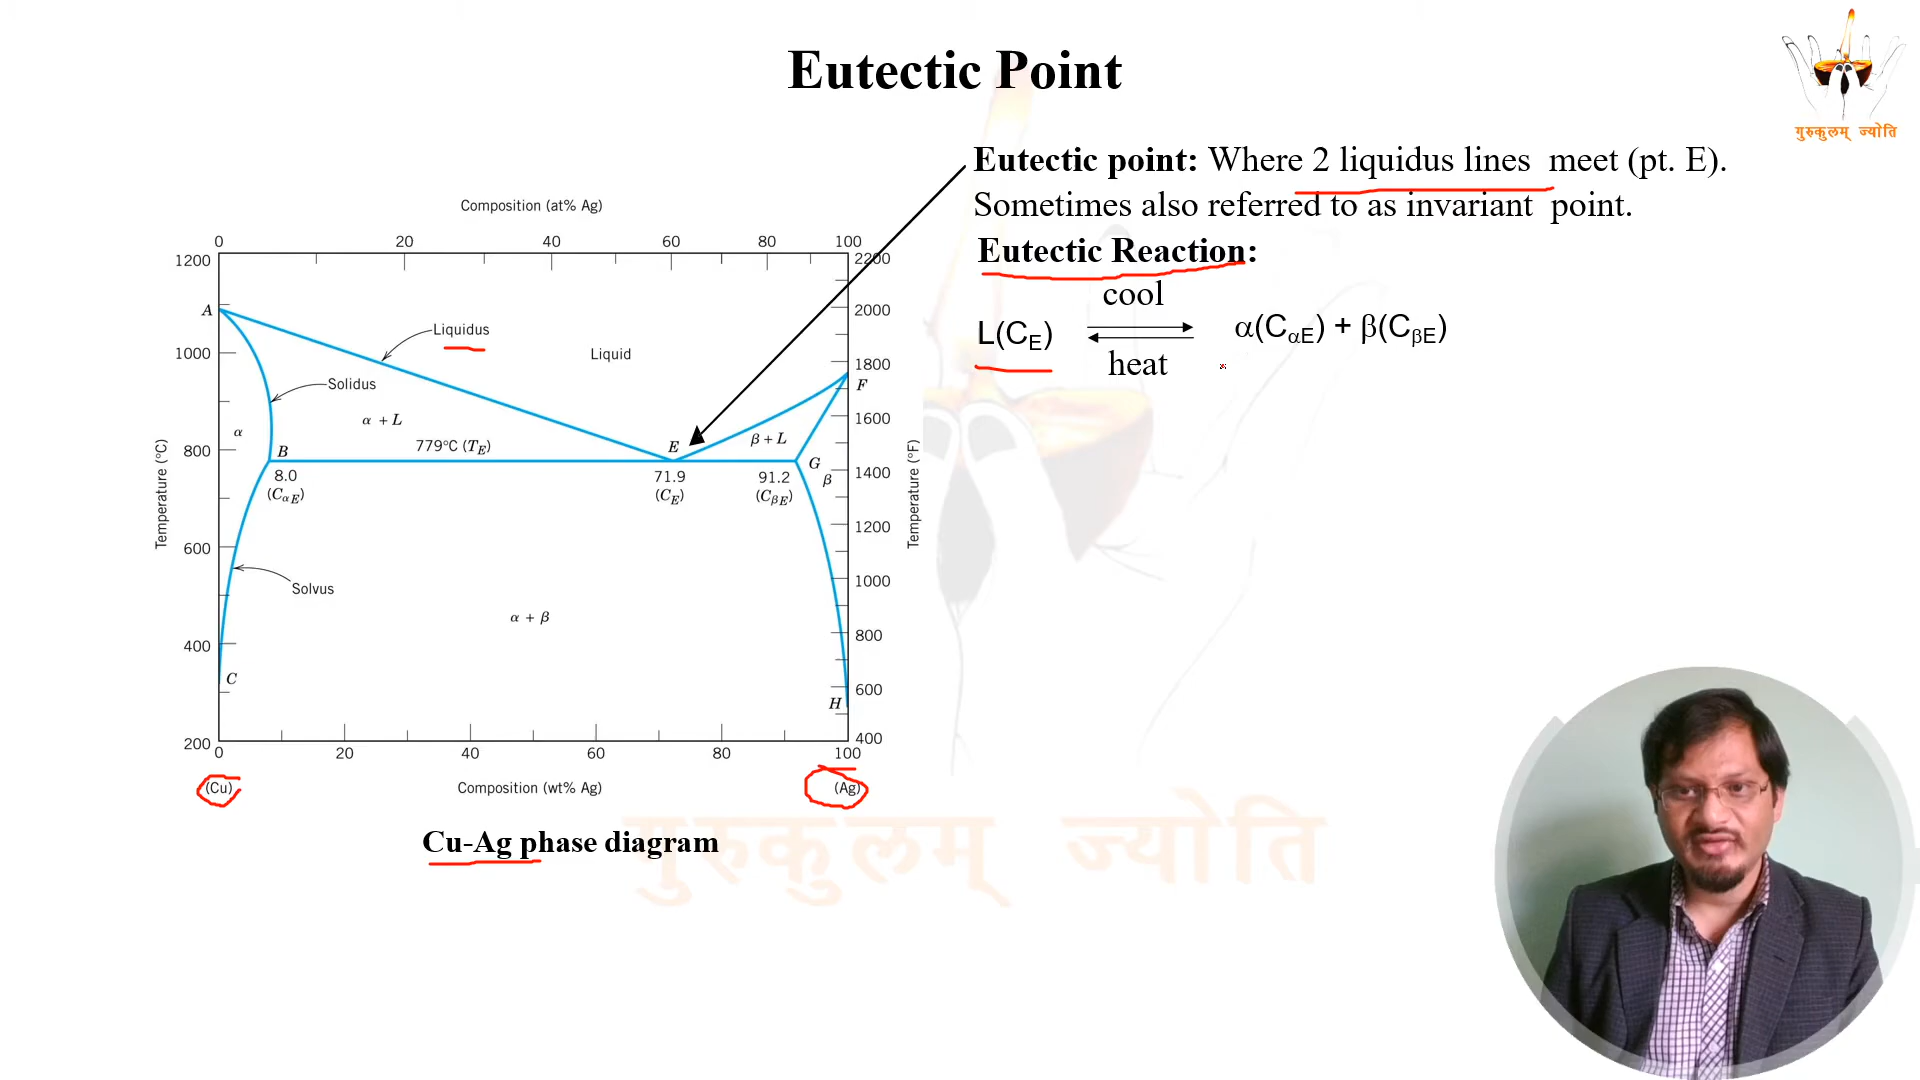 Eutectic Point
गुरुकुलम् ज्योति
Eutectic point: Where 2 liquidus lines meet (pt. E).
Sometimes also referred to as invariant point.
Eutectic Reaction:
cool
L(CE) ⇌ α(CαE) + β(CβE)
heat
Composition (at% Ag)
0 20 40 60 80 100
1200 2200
A 2000
Liquidus
1000 Liquid 1800
Solidus F
α + L 1600
α 779°C (TE) E β + L
800 B G 1400
8.0 71.9 91.2 β
(CαE) (CE) (CβE)
Temperature (°C)
Temperature (°F)
1200
600
Solvus 1000
α + β
400 800
C 600
H
200 400
0 20 40 60 80 100
(Cu) Composition (wt% Ag) (Ag)
Cu-Ag phase diagram
गुरुकुलम् ज्योति